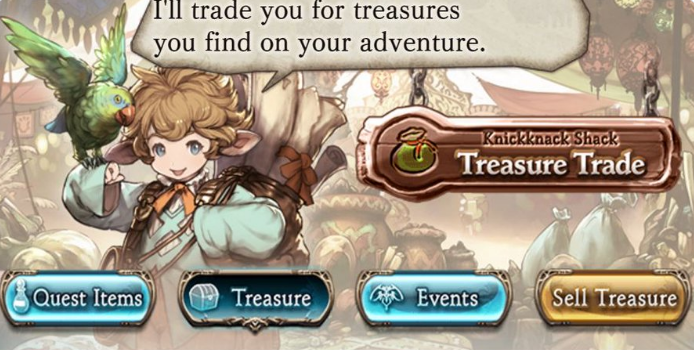 I'll trade you for treasures
you find on your adventure.
Knickknack Shack
Treasure Trade
Quest Items
Treasure
Events
Sell Treasure